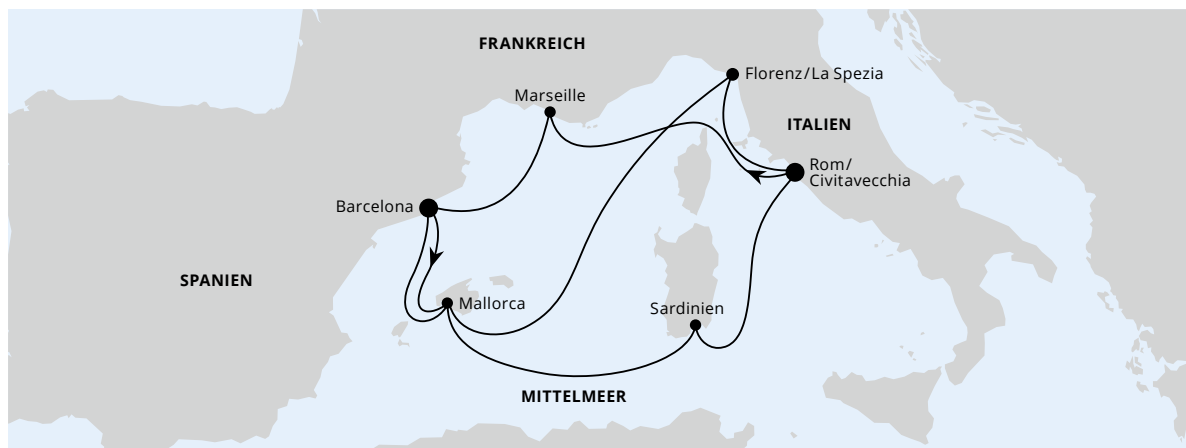 FRANKREICH
Florenz/La Spezia
Marseille
ITALIEN
Rom/
Civitavecchia
Barcelona
SPANIEN
Mallorca
Sardinien
MITTELMEER